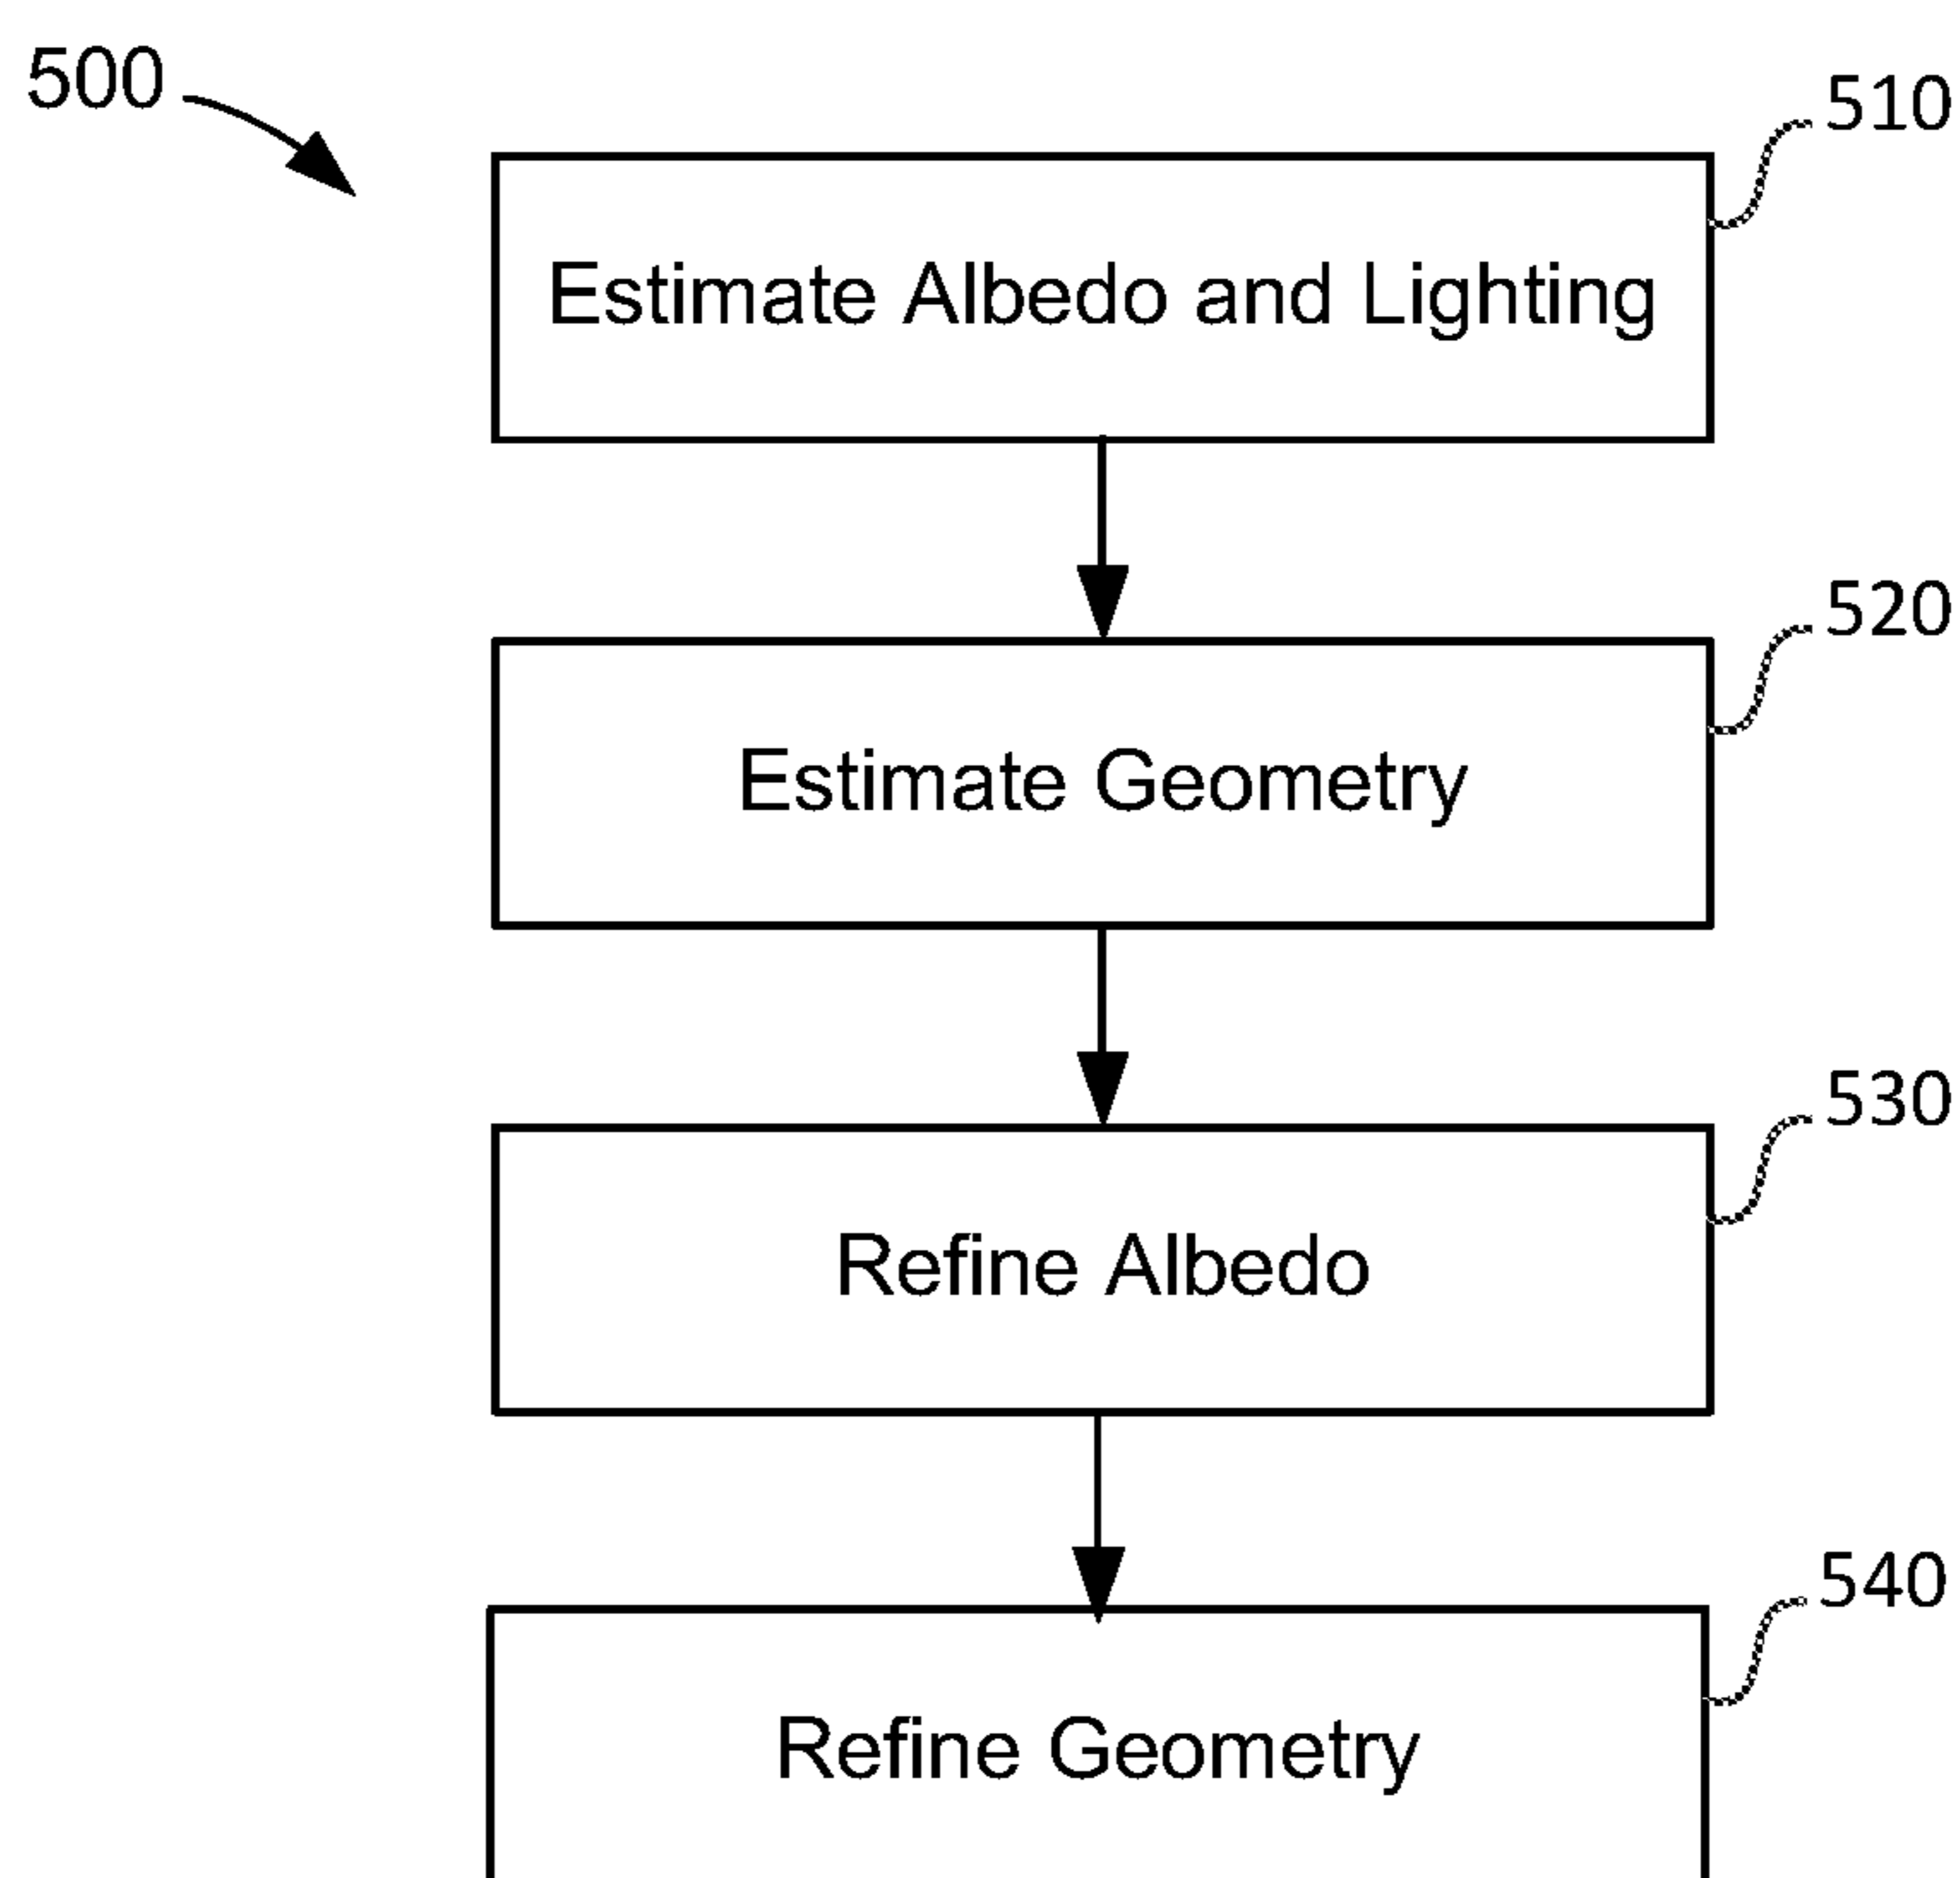 500
510
Estimate Albedo and Lighting
520
Estimate Geometry
530
Refine Albedo
540
Refine Geometry